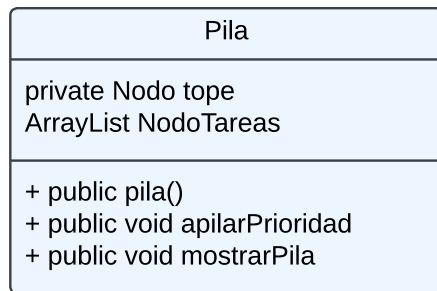 Pila
private Nodo tope
ArrayList NodoTareas
+ public pila()
+ public void apilarPrioridad
+ public void mostrarPila